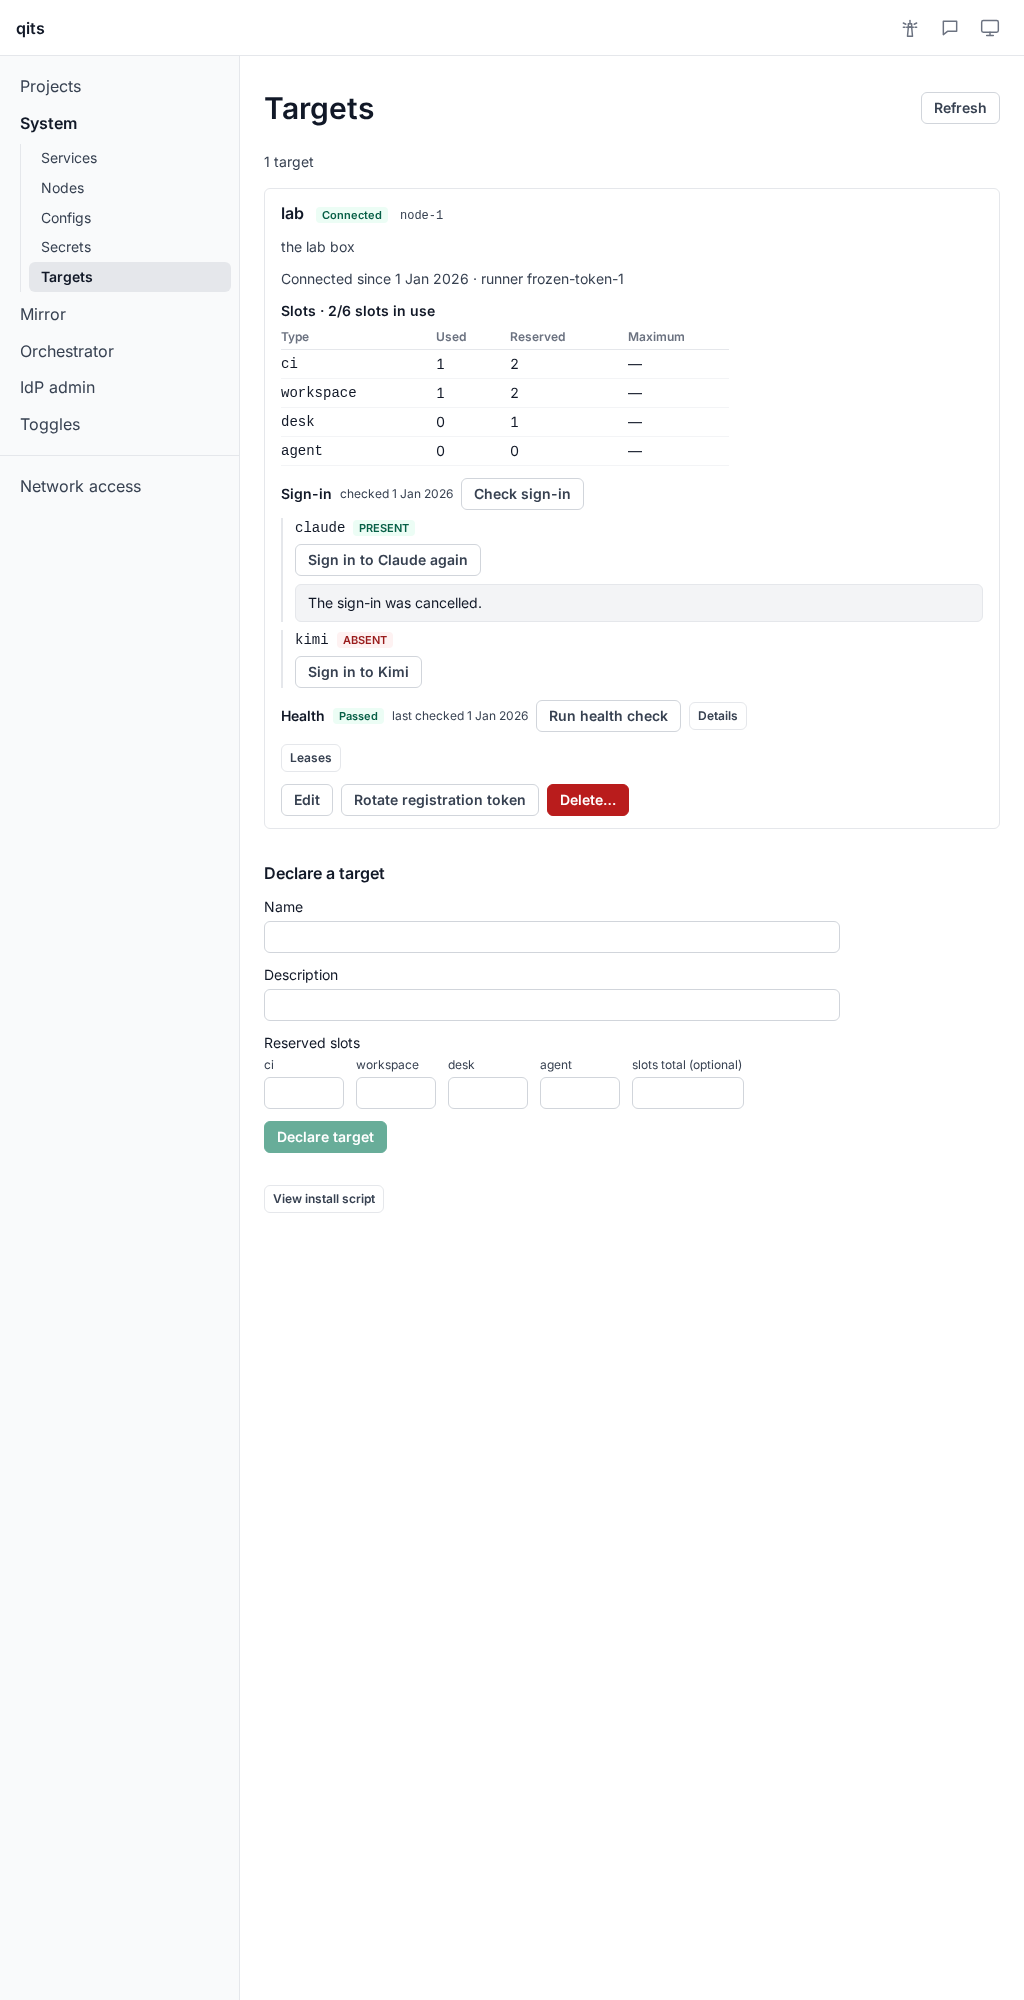 qits
Projects
System
Services
Nodes
Configs
Secrets
Targets
Mirror
Orchestrator
IdP admin
Toggles
Network access
Targets
Refresh
1 target
lab Connected node-1
the lab box
Connected since 1 Jan 2026 · runner frozen-token-1
Slots · 2/6 slots in use
Type Used Reserved Maximum
ci 1 2 —
workspace 1 2 —
desk 0 1 —
agent 0 0 —
Sign-in checked 1 Jan 2026 Check sign-in
claude PRESENT
Sign in to Claude again
The sign-in was cancelled.
kimi ABSENT
Sign in to Kimi
Health Passed last checked 1 Jan 2026 Run health check Details
Leases
Edit Rotate registration token Delete…
Declare a target
Name
Description
Reserved slots
ci workspace desk agent slots total (optional)
Declare target
View install script